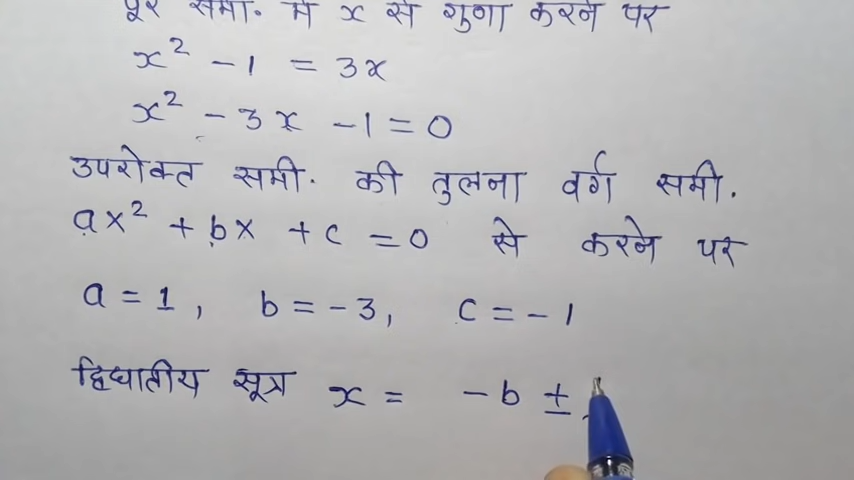 पूरे समी. में x से गुणा करने पर
x² - 1 = 3x
x² - 3x - 1 = 0
उपरोक्त समी. की तुलना वर्ग समी.
ax² + bx + c = 0 से करने पर
a = 1, b = -3, c = -1
द्विघातीय सूत्र x = -b ±